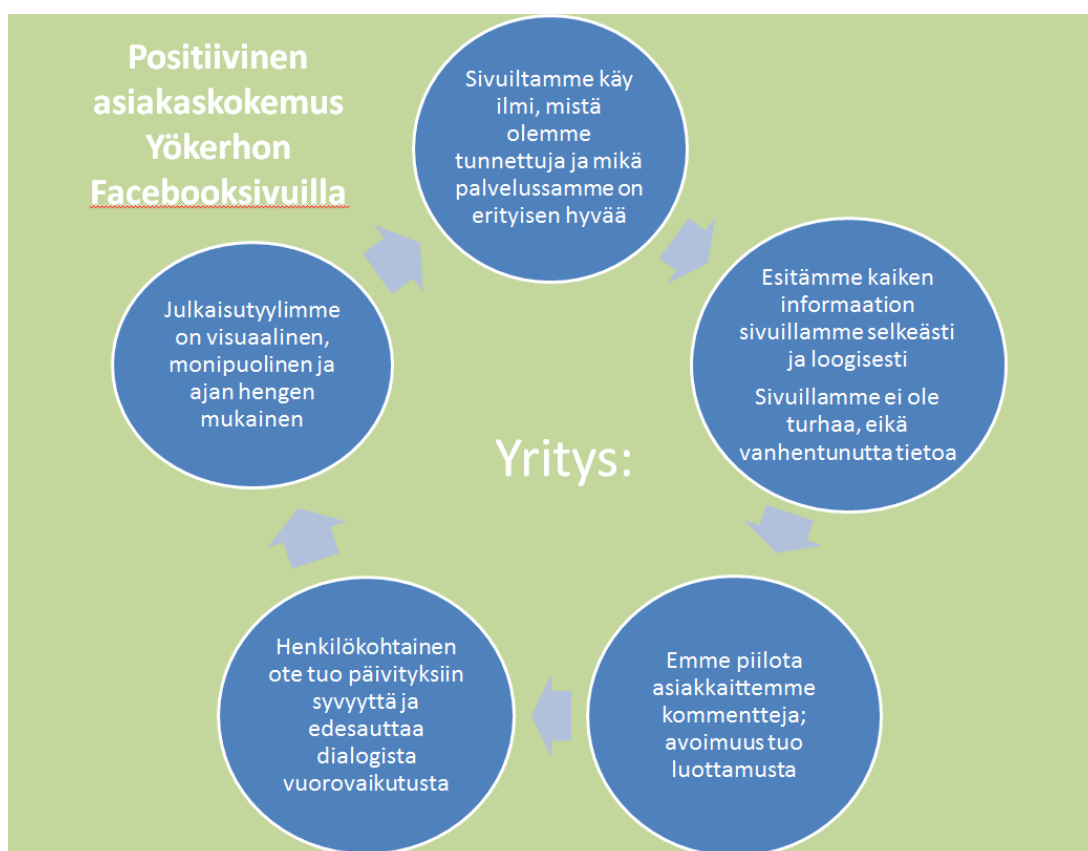 Positiivinen
asiakaskokemus
Yökerhon
Facebooksivuilla
Sivuiltamme käy
ilmi, mistä
olemme
tunnettuja ja mikä
palvelussamme on
erityisen hyvää
Esitämme kaiken
informaation
sivuillamme selkeästi
ja loogisesti
Sivuillamme ei ole
turhaa, eikä
vanhentunutta tietoa
Emme piilota
asiakkaittemme
kommentteja;
avoimuus tuo
luottamusta
Henkilökohtainen
ote tuo päivityksiin
syvyyttä ja
edesauttaa
dialogista
vuorovaikutusta
Julkaisutyylimme
on visuaalinen,
monipuolinen ja
ajan hengen
mukainen
Yritys: